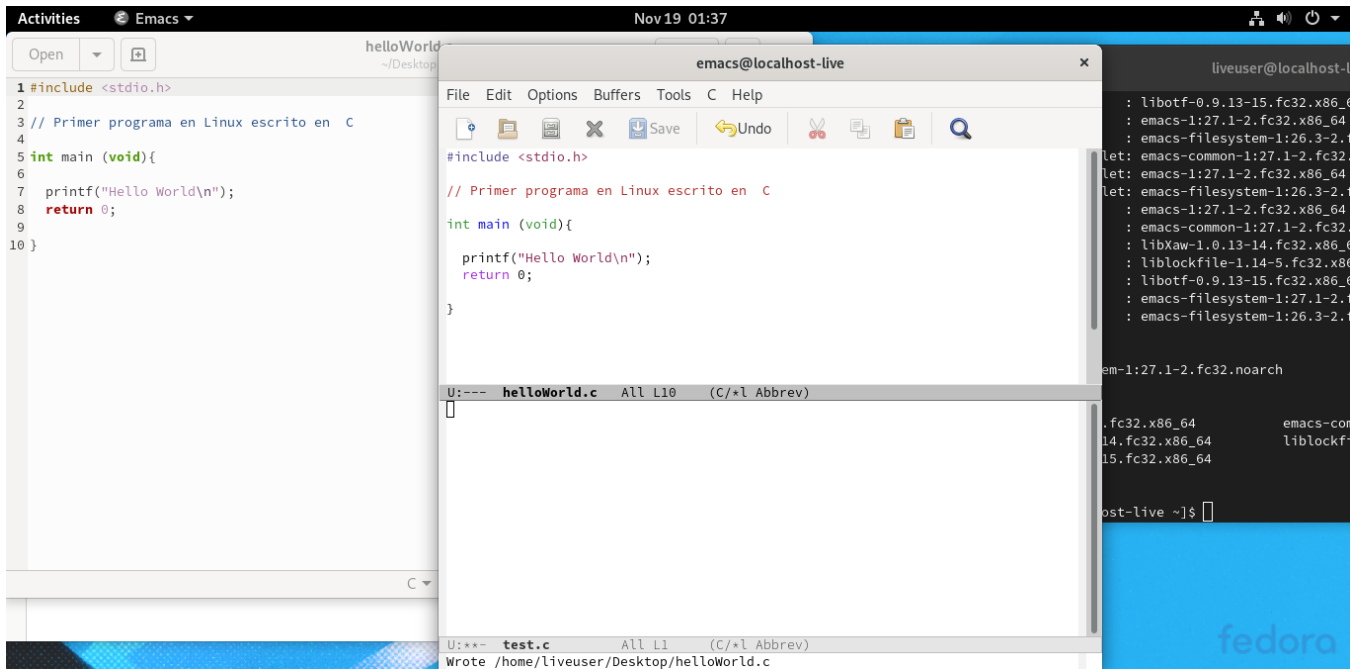 Activities Emacs Nov 19 01:37
Open
helloWorld
~/Desktop
1 #include <stdio.h>
2
3 // Primer programa en Linux escrito en  C
4
5 int main (void){
6
7   printf("Hello World\n");
8   return 0;
9
10 }
C
emacs@localhost-live ×
File Edit Options Buffers Tools C Help
Save Undo
#include <stdio.h>
// Primer programa en Linux escrito en  C
int main (void){
  printf("Hello World\n");
  return 0;
}
U:---  helloWorld.c   All L10    (C/*l Abbrev)
U:**-  test.c         All L1     (C/*l Abbrev)
Wrote /home/liveuser/Desktop/helloWorld.c
liveuser@localhost-l
: libotf-0.9.13-15.fc32.x86_6
: emacs-1:27.1-2.fc32.x86_64
: emacs-filesystem-1:26.3-2.f
let: emacs-common-1:27.1-2.fc32.
let: emacs-1:27.1-2.fc32.x86_64
let: emacs-filesystem-1:26.3-2.f
: emacs-1:27.1-2.fc32.x86_64
: emacs-common-1:27.1-2.fc32.
: libXaw-1.0.13-14.fc32.x86_6
: liblockfile-1.14-5.fc32.x86
: libotf-0.9.13-15.fc32.x86_6
: emacs-filesystem-1:27.1-2.f
: emacs-filesystem-1:26.3-2.f
em-1:27.1-2.fc32.noarch
.fc32.x86_64 emacs-com
14.fc32.x86_64 liblockf
15.fc32.x86_64
ost-live ~]$
fedora